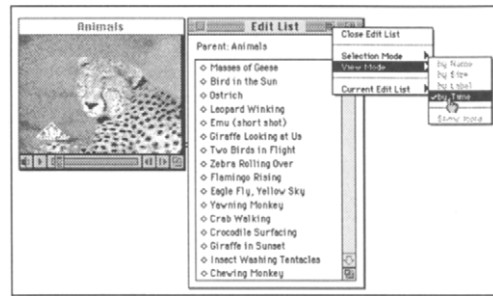 Animals
Edit List
Parent: Animals
Masses of Geese
Bird in the Sun
Ostrich
Leopard Winking
Emu (short shot)
Giraffe Looking at Us
Two Birds in Flight
Zebra Rolling Over
Flamingo Rising
Eagle Fly, Yellow Sky
Yawning Monkey
Crab Walking
Crocodile Surfacing
Giraffe in Sunset
Insect Washing Tentacles
Chewing Monkey
Close Edit List
Selection Mode
View Mode
Current Edit List
by Name
by Size
by Label
by Time